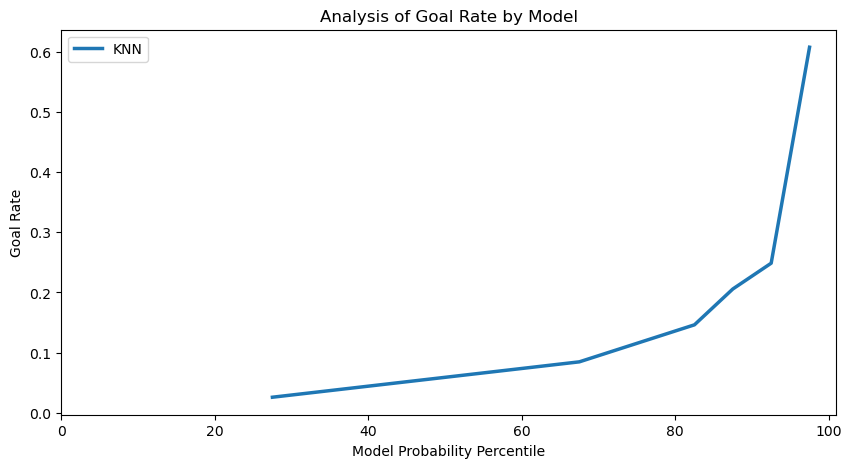 Analysis of Goal Rate by Model
KNN
Goal Rate
0.6
0.5
0.4
0.3
0.2
0.1
0.0
0 20 40 60 80 100
Model Probability Percentile